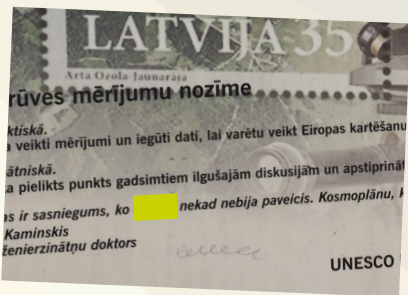 LATVIJA 35
Arta Ozola-Jaunarāja
rūves mērījumu nozīme
ktiskā.
a veikti mērījumi un iegūti dati, lai varētu veikt Eiropas kartēšanu
ātniskā.
a pielikts punkts gadsimtiem ilgušajām diskusijām un apstiprināt
as ir sasniegums, ko nekad nebija paveicis. Kosmoplānu, k
Kaminskis
ženierzinātņu doktors
UNESCO